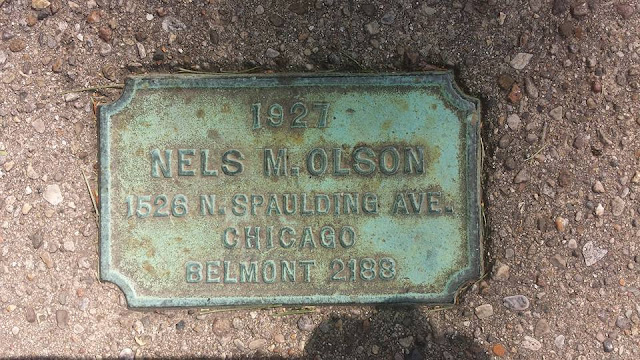 1927
NELS M. OLSON
1526 N. SPAULDING AVE.
CHICAGO
BELMONT 2188